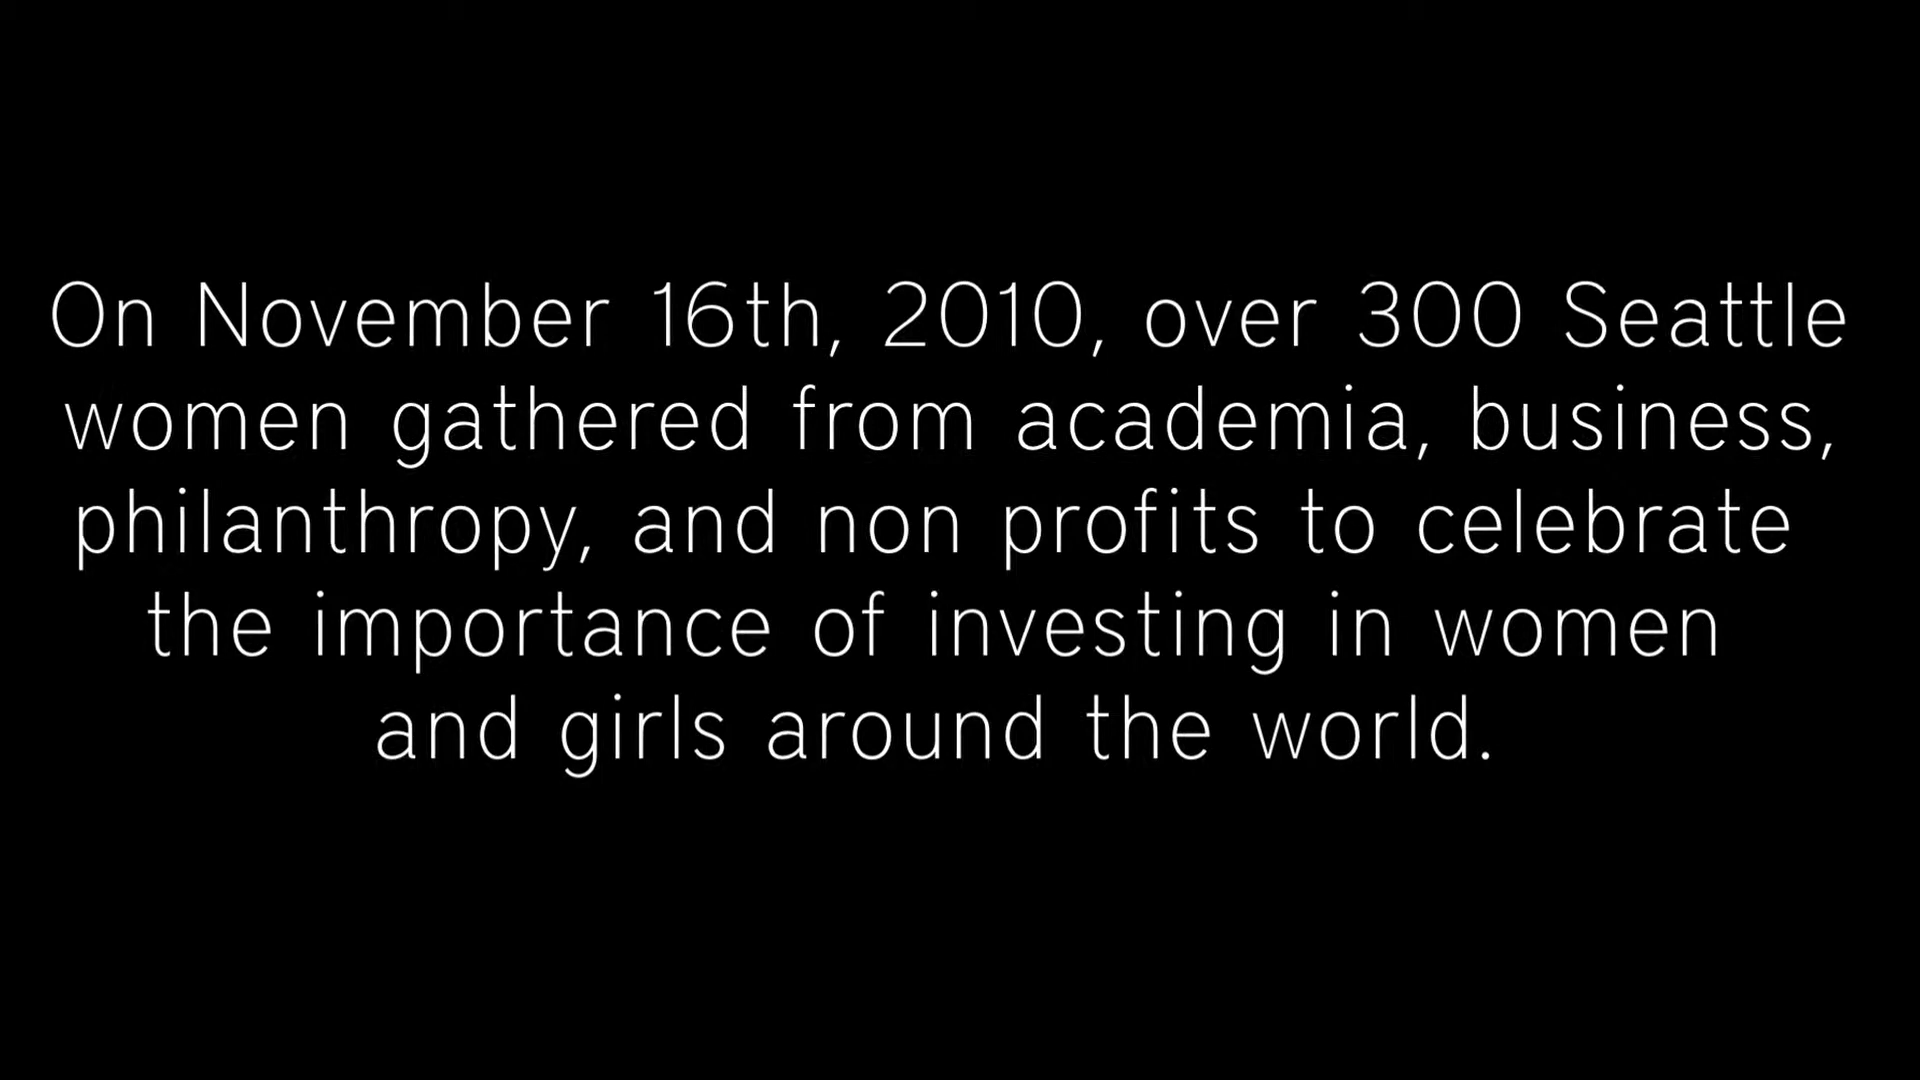 On November 16th, 2010, over 300 Seattle
women gathered from academia, business,
philanthropy, and non profits to celebrate
the importance of investing in women
and girls around the world.